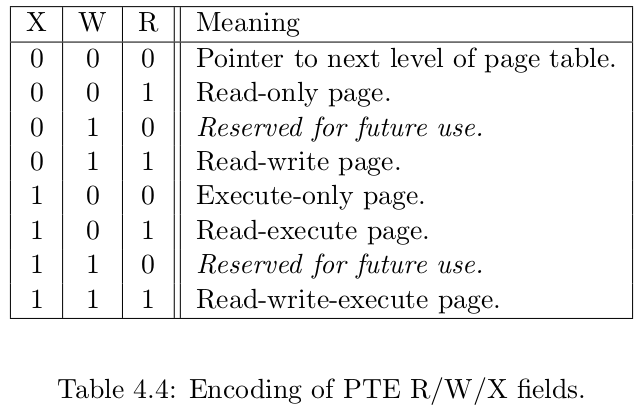 X W R Meaning
0 0 0 Pointer to next level of page table.
0 0 1 Read-only page.
0 1 0 Reserved for future use.
0 1 1 Read-write page.
1 0 0 Execute-only page.
1 0 1 Read-execute page.
1 1 0 Reserved for future use.
1 1 1 Read-write-execute page.
Table 4.4: Encoding of PTE R/W/X fields.